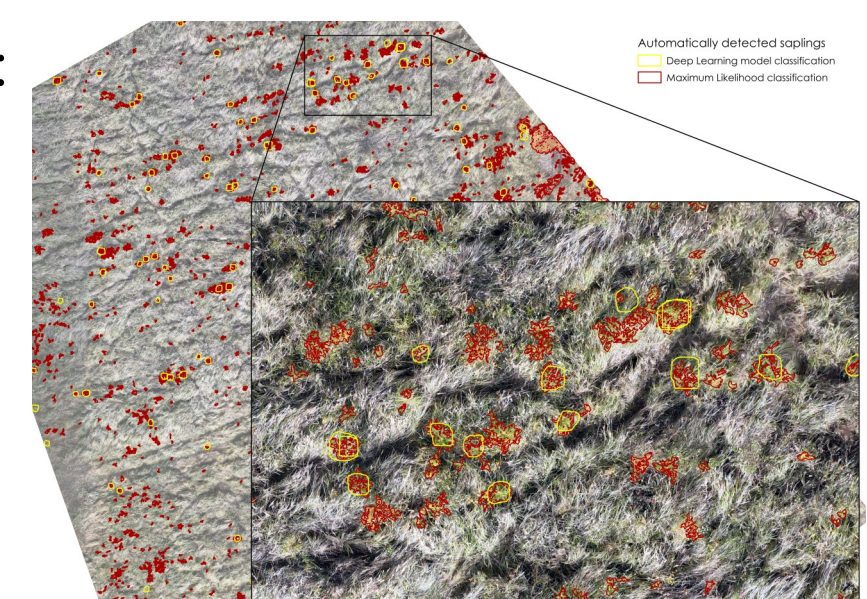 :
Automatically detected saplings
Deep Learning model classification
Maximum Likelihood classification